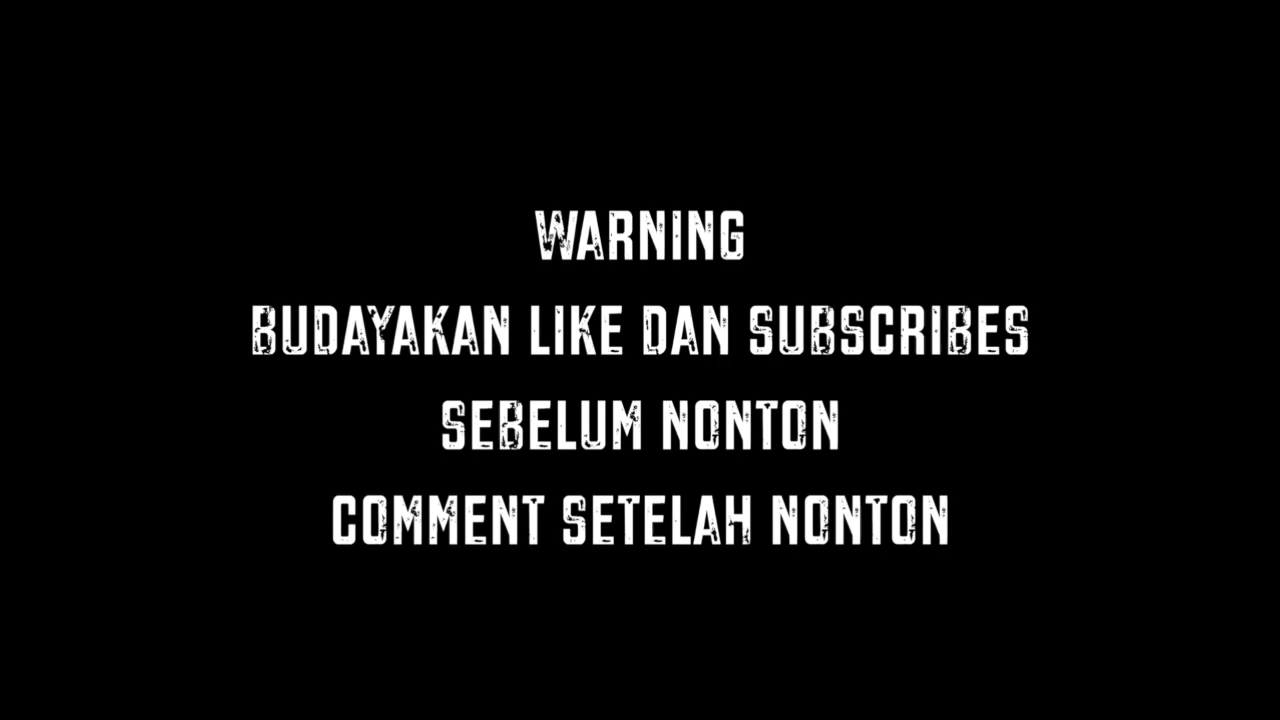 WARNING
BUDAYAKAN LIKE DAN SUBSCRIBES
SEBELUM NONTON
COMMENT SETELAH NONTON